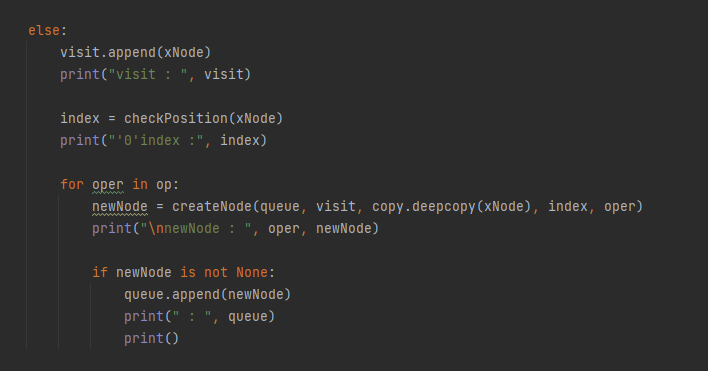 else:
visit.append(xNode)
print("visit : ", visit)
index = checkPosition(xNode)
print("'0'index :", index)
for oper in op:
newNode = createNode(queue, visit, copy.deepcopy(xNode), index, oper)
print("\nnewNode : ", oper, newNode)
if newNode is not None:
queue.append(newNode)
print(" : ", queue)
print()